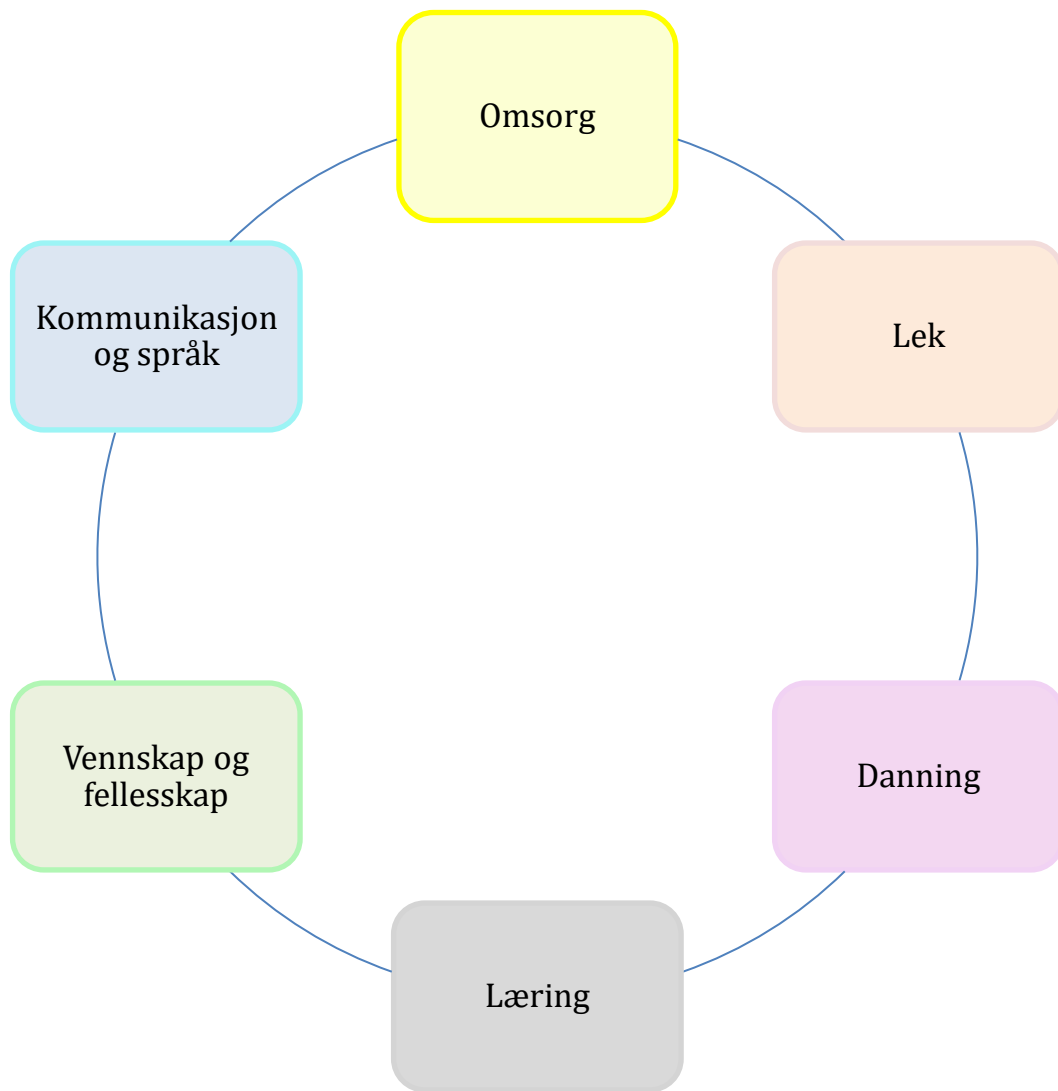 Omsorg
Kommunikasjon
og språk
Lek
Vennskap og
fellesskap
Danning
Læring